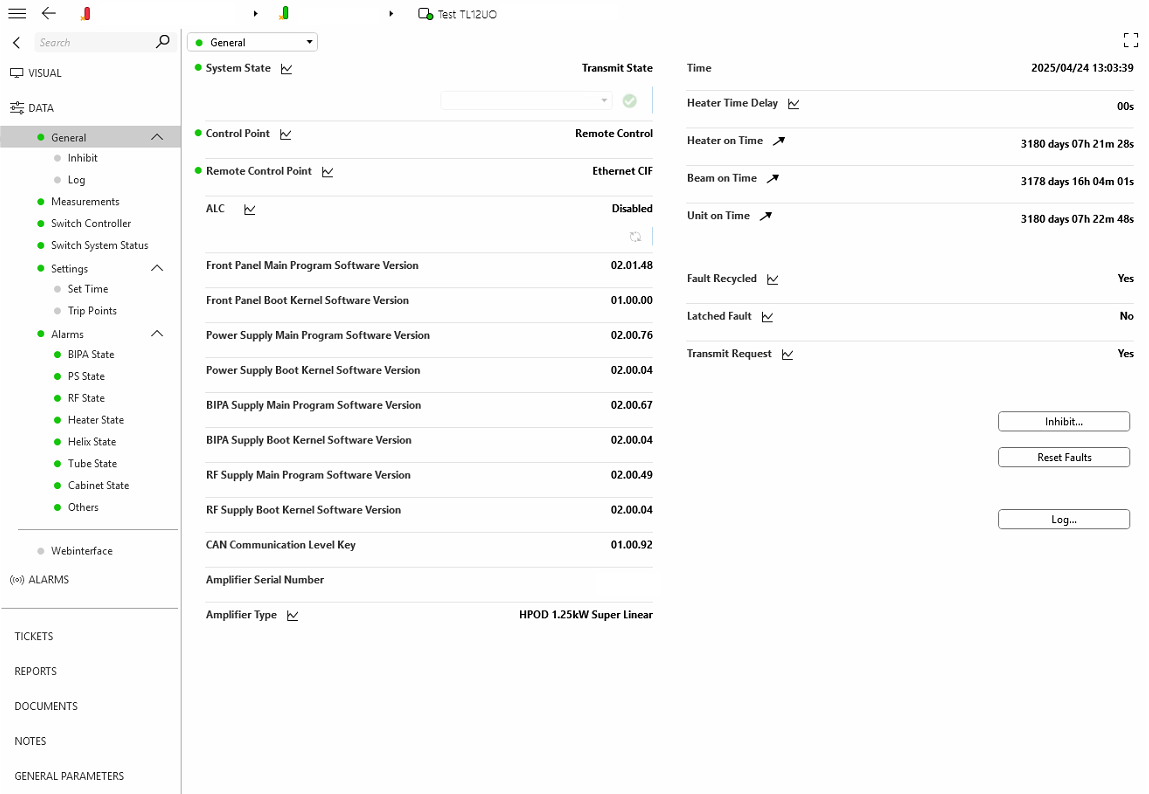 Test TL12UO
Search
VISUAL
DATA
General
Inhibit
Log
Measurements
Switch Controller
Switch System Status
Settings
Set Time
Trip Points
Alarms
BIPA State
PS State
RF State
Heater State
Helix State
Tube State
Cabinet State
Others
Webinterface
ALARMS
TICKETS
REPORTS
DOCUMENTS
NOTES
GENERAL PARAMETERS
General
System State Transmit State
Control Point Remote Control
Remote Control Point Ethernet CIF
ALC Disabled
Front Panel Main Program Software Version 02.01.48
Front Panel Boot Kernel Software Version 01.00.00
Power Supply Main Program Software Version 02.00.76
Power Supply Boot Kernel Software Version 02.00.04
BIPA Supply Main Program Software Version 02.00.67
BIPA Supply Boot Kernel Software Version 02.00.04
RF Supply Main Program Software Version 02.00.49
RF Supply Boot Kernel Software Version 02.00.04
CAN Communication Level Key 01.00.92
Amplifier Serial Number
Amplifier Type HPOD 1.25kW Super Linear
Time 2025/04/24 13:03:39
Heater Time Delay 00s
Heater on Time 3180 days 07h 21m 28s
Beam on Time 3178 days 16h 04m 01s
Unit on Time 3180 days 07h 22m 48s
Fault Recycled Yes
Latched Fault No
Transmit Request Yes
Inhibit...
Reset Faults
Log...